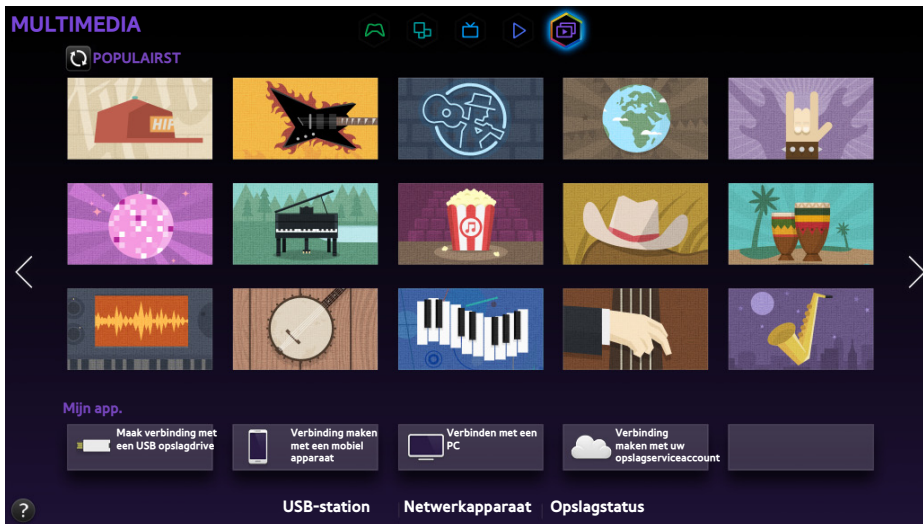 MULTIMEDIA
POPULAIRST
HIP
Mijn app.
Maak verbinding met
een USB opslagdrive
Verbinding maken
met een mobiel
apparaat
Verbinden met een
PC
Verbinding
maken met uw
opslagserviceaccount
?
USB-station
Netwerkapparaat
Opslagstatus